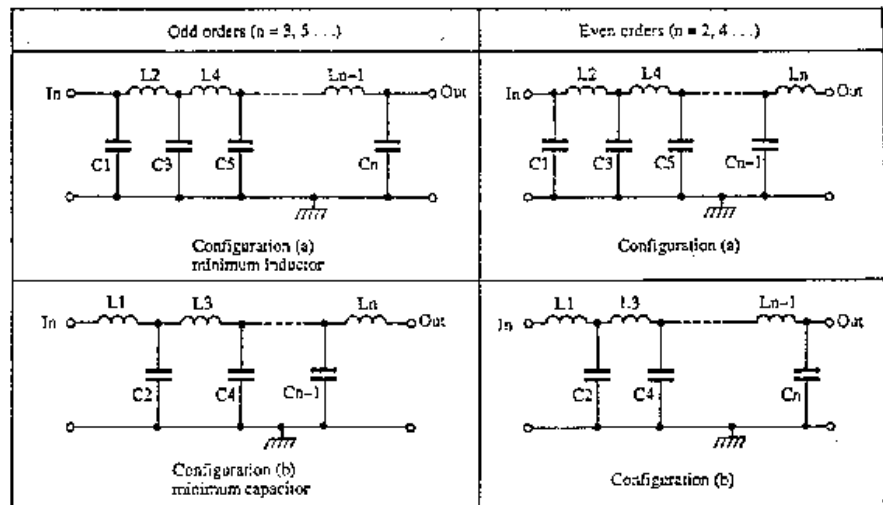 Odd orders (n = 3, 5 . . .)
Even orders (n = 2, 4 . . .)
L2 L4 Ln–1
In Out
C1 C3 C5 Cn
Configuration (a)
minimum inductor
L2 L4 Ln
In Out
C1 C3 C5 Cn–1
Configuration (a)
L1 L3 Ln
In Out
C2 C4 Cn–1
Configuration (b)
minimum capacitor
L1 L3 Ln–1
In Out
C2 C4 Cn
Configuration (b)